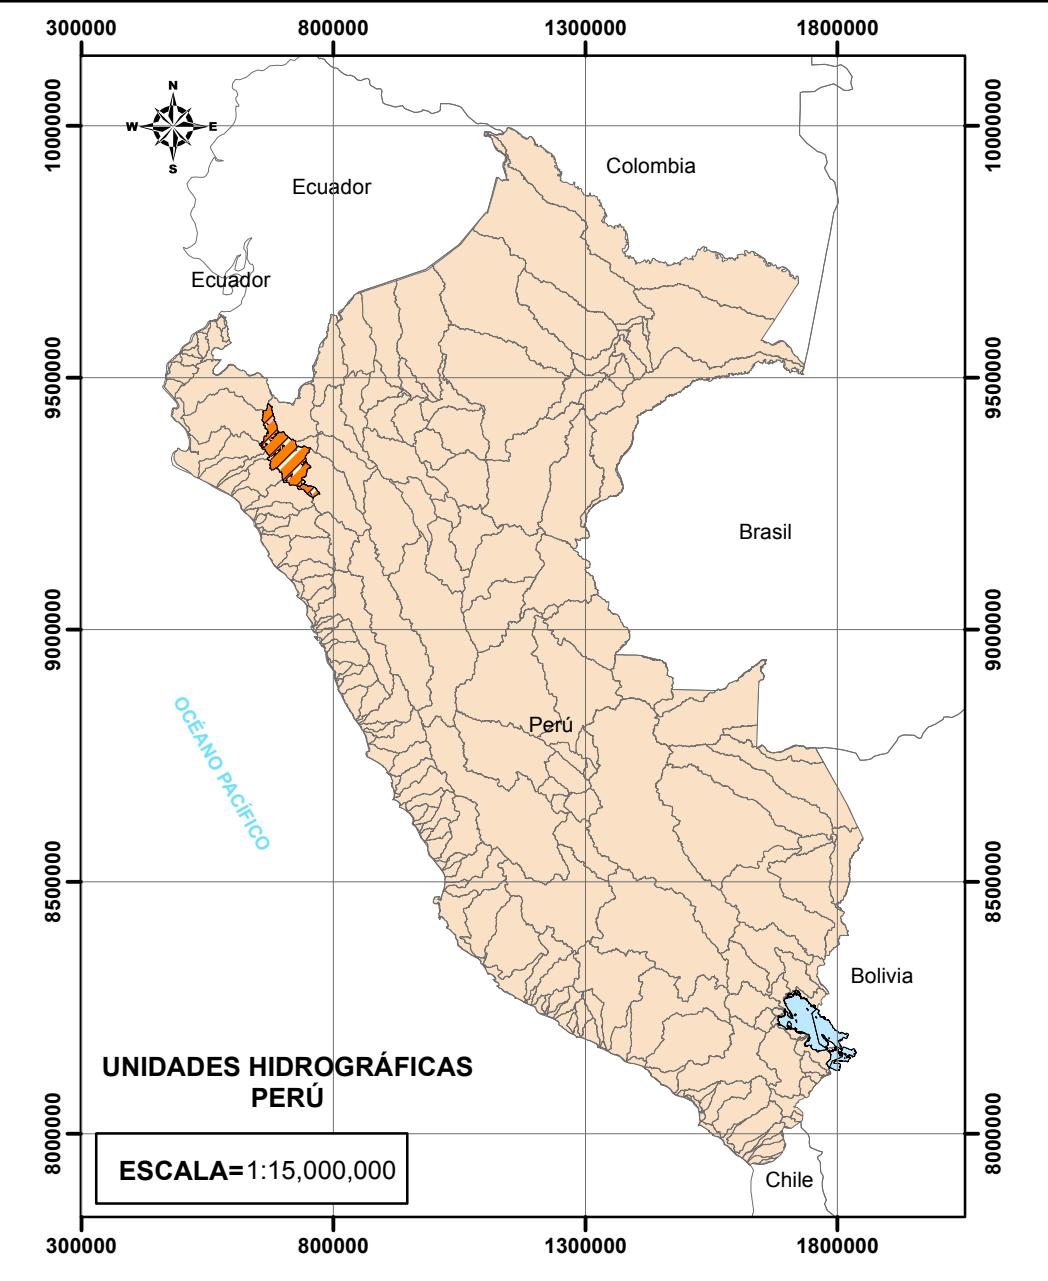 300000 800000 1300000 1800000
N
W E
S
10000000 10000000
Colombia
Ecuador
Ecuador
9500000 9500000
Brasil
9000000 9000000
OCÉANO PACÍFICO
Perú
8500000 8500000
Bolivia
UNIDADES HIDROGRÁFICAS
PERÚ
8000000 8000000
ESCALA=1:15,000,000
Chile
300000 800000 1300000 1800000